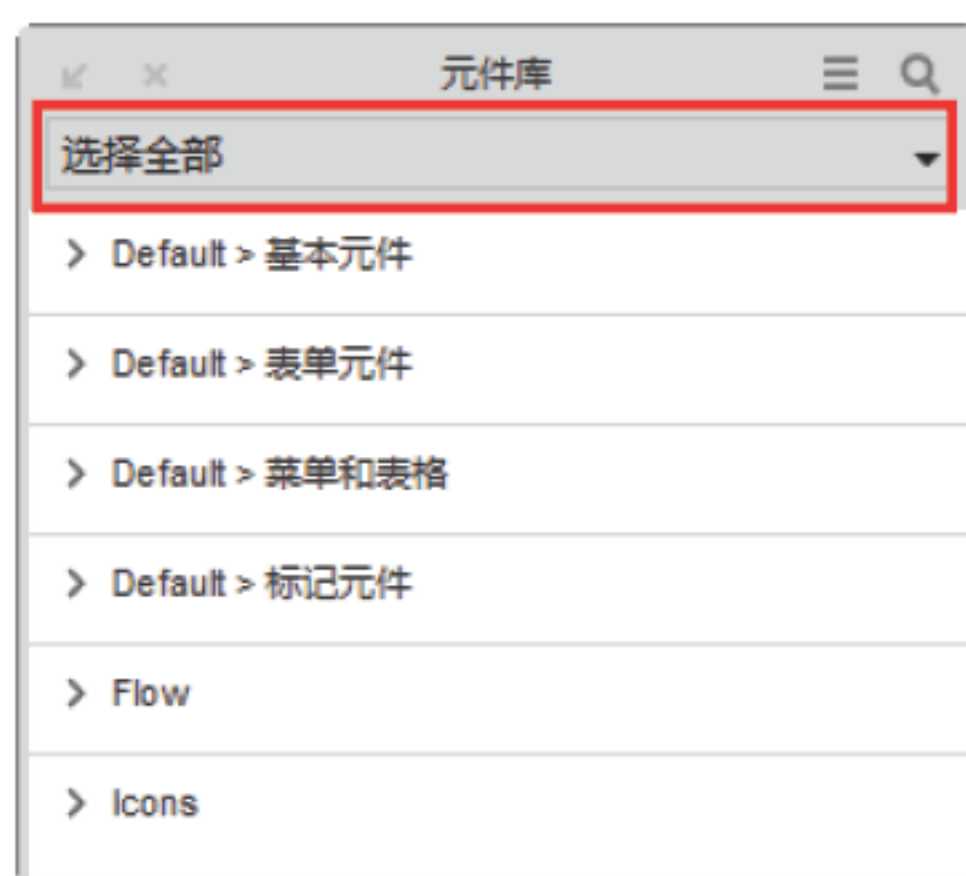 元件库
选择全部
Default > 基本元件
Default > 表单元件
Default > 菜单和表格
Default > 标记元件
Flow
Icons